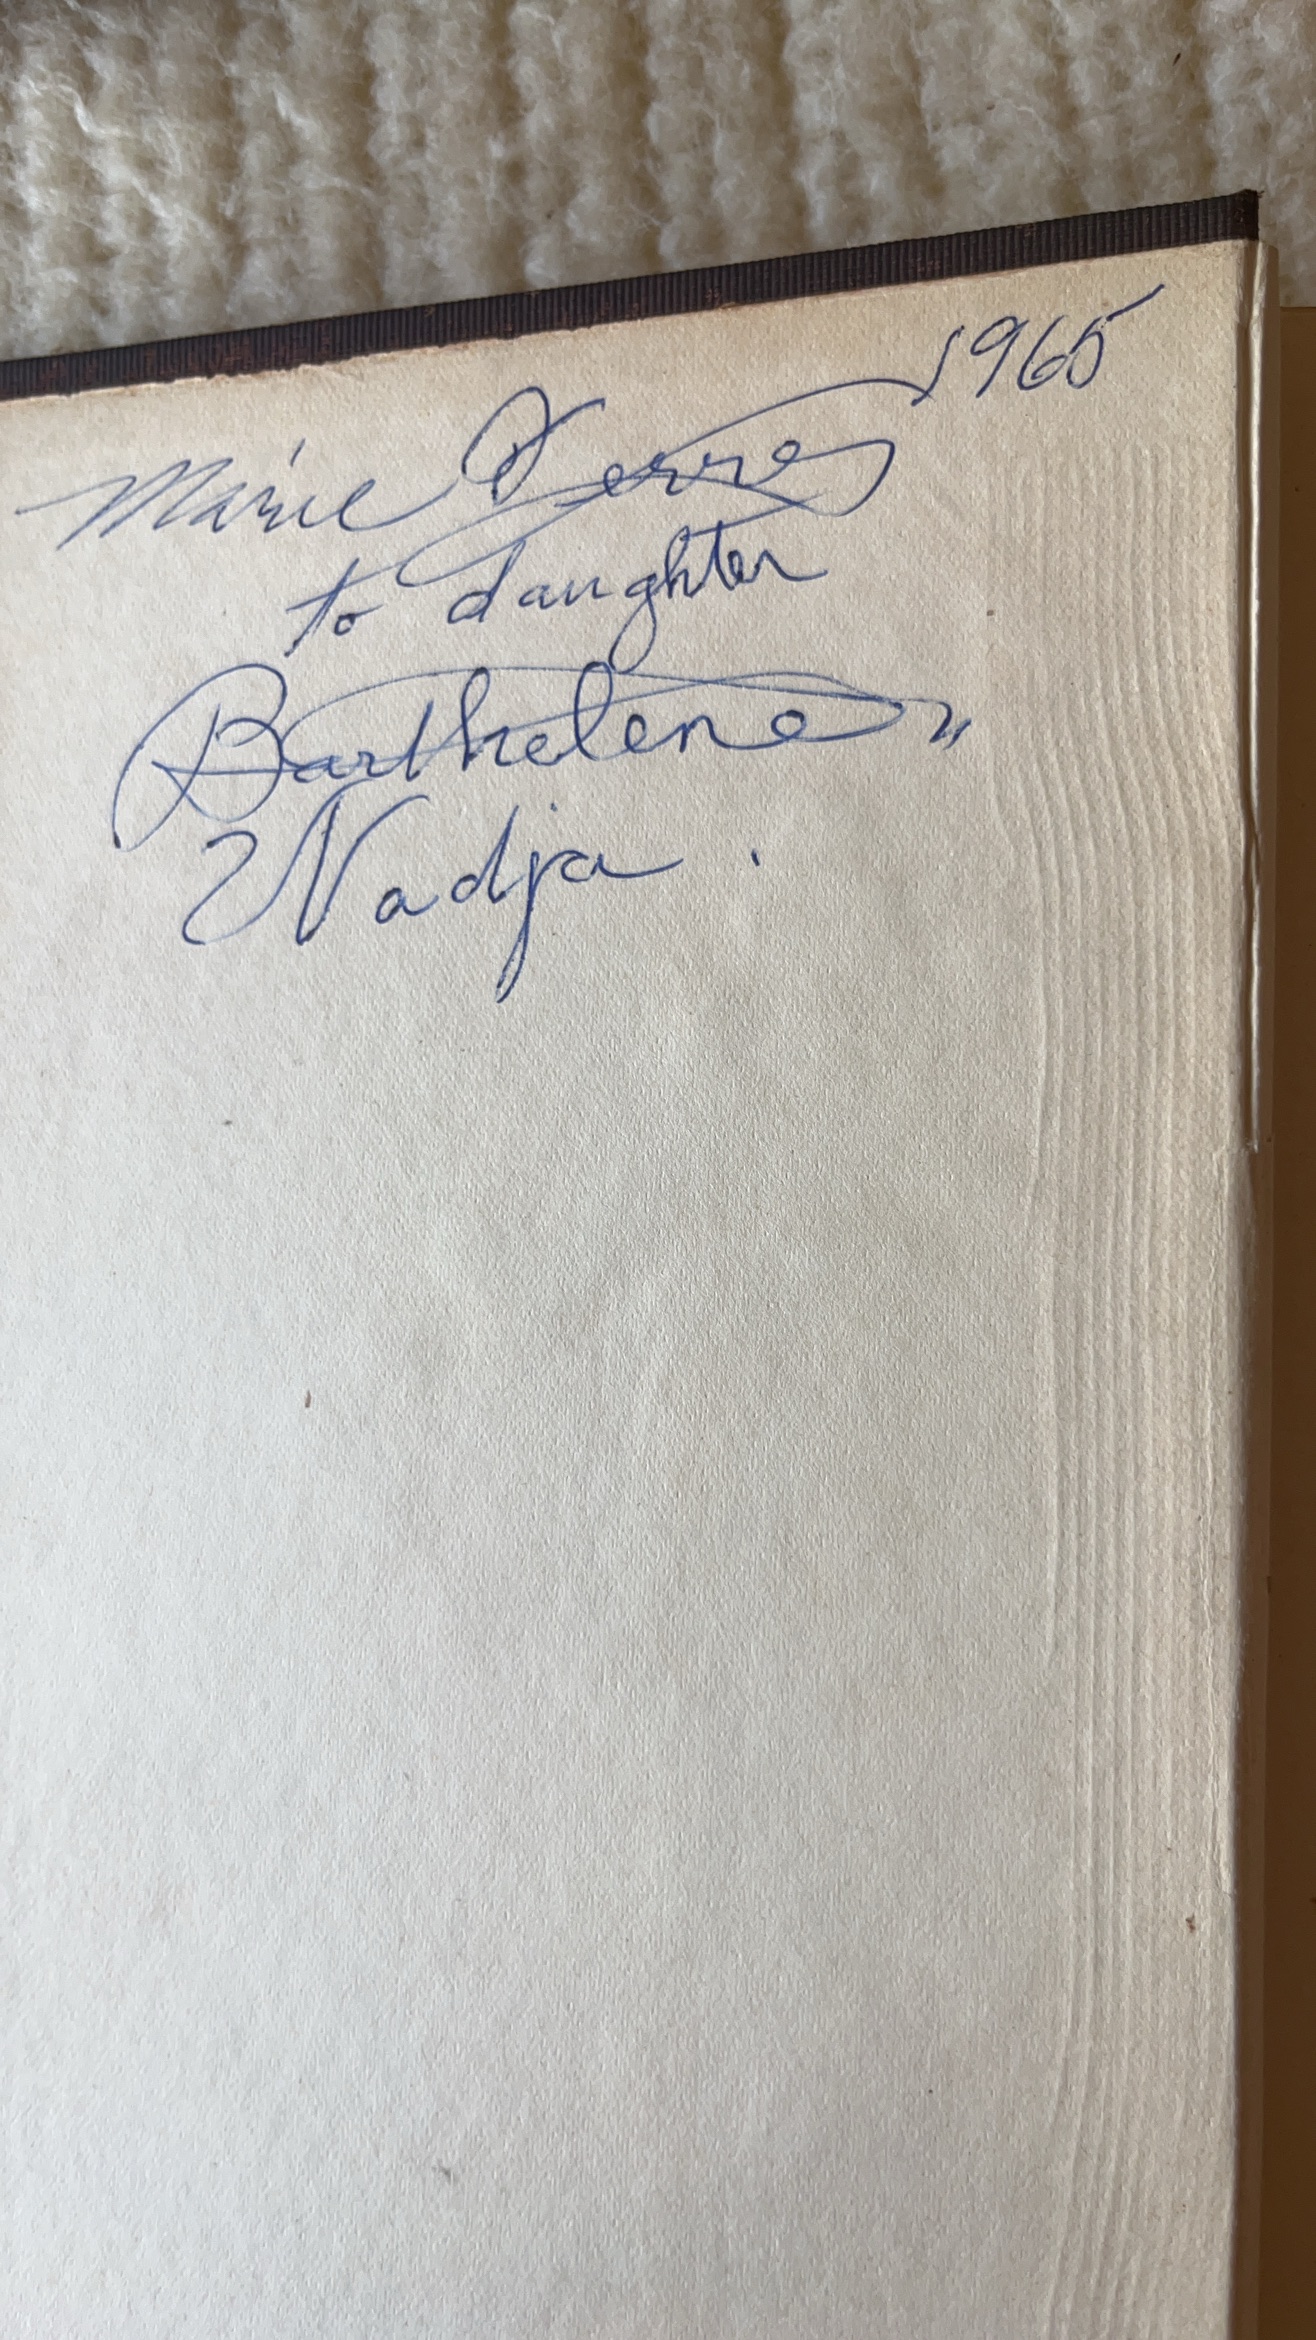 1965
Marie
to daughter
Barthelene "
Nadja .